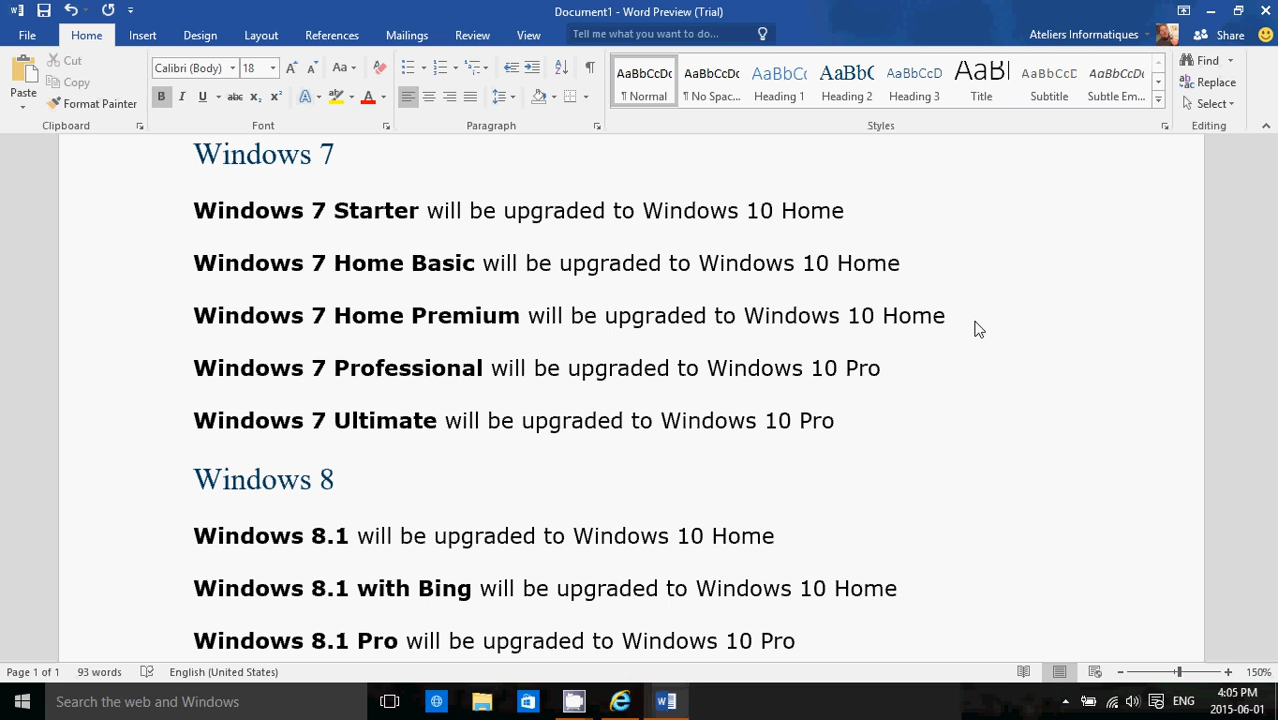 Document1 - Word Preview (Trial)
File Home Insert Design Layout References Mailings Review View Tell me what you want to do... Ateliers Informatiques Share
Paste Cut Copy Format Painter
Calibri (Body) 18
AaBbCcDc AaBbCcDc AaBbCc AaBbC AaBbCcD AaBl AaBbCcD AaBbCcDc
¶ Normal ¶ No Spac... Heading 1 Heading 2 Heading 3 Title Subtitle Subtle Em...
Find
Replace
Select
Clipboard Font Paragraph Styles Editing
Windows 7
Windows 7 Starter will be upgraded to Windows 10 Home
Windows 7 Home Basic will be upgraded to Windows 10 Home
Windows 7 Home Premium will be upgraded to Windows 10 Home
Windows 7 Professional will be upgraded to Windows 10 Pro
Windows 7 Ultimate will be upgraded to Windows 10 Pro
Windows 8
Windows 8.1 will be upgraded to Windows 10 Home
Windows 8.1 with Bing will be upgraded to Windows 10 Home
Windows 8.1 Pro will be upgraded to Windows 10 Pro
Page 1 of 1 93 words English (United States) 150%
Search the web and Windows ENG 4:05 PM
2015-06-01